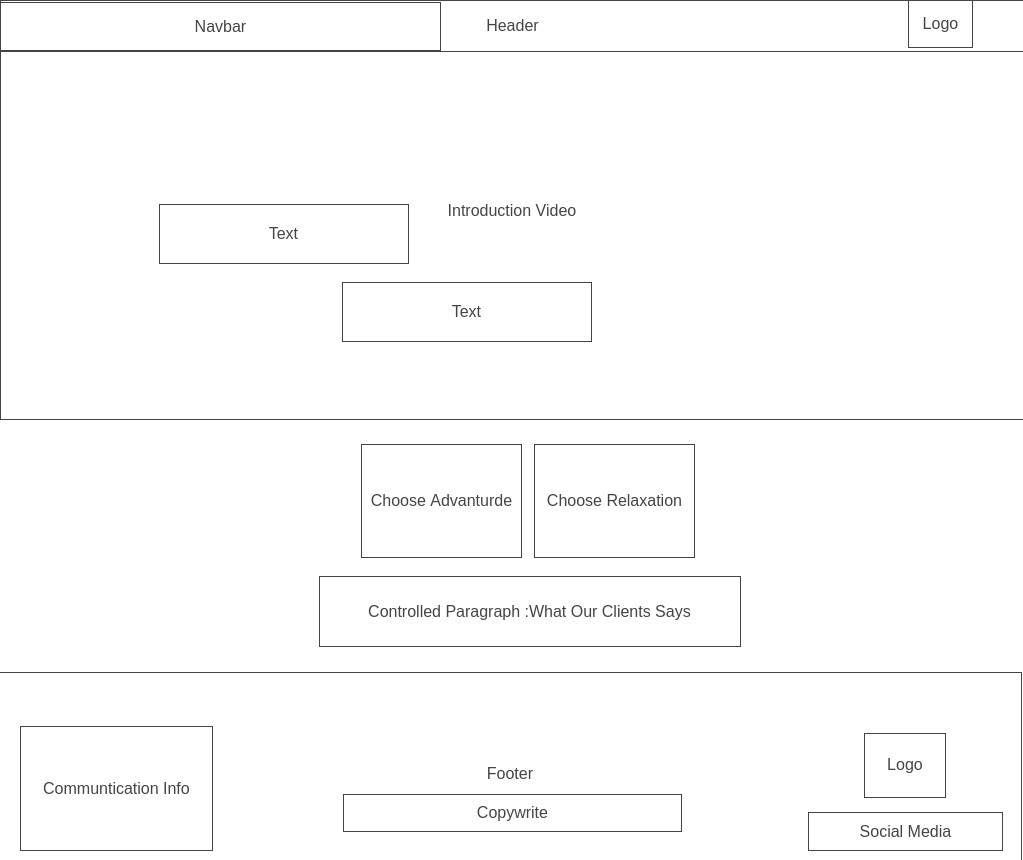 Navbar
Header
Logo
Introduction Video
Text
Text
Choose Advanturde
Choose Relaxation
Controlled Paragraph :What Our Clients Says
Communtication Info
Footer
Copywrite
Logo
Social Media